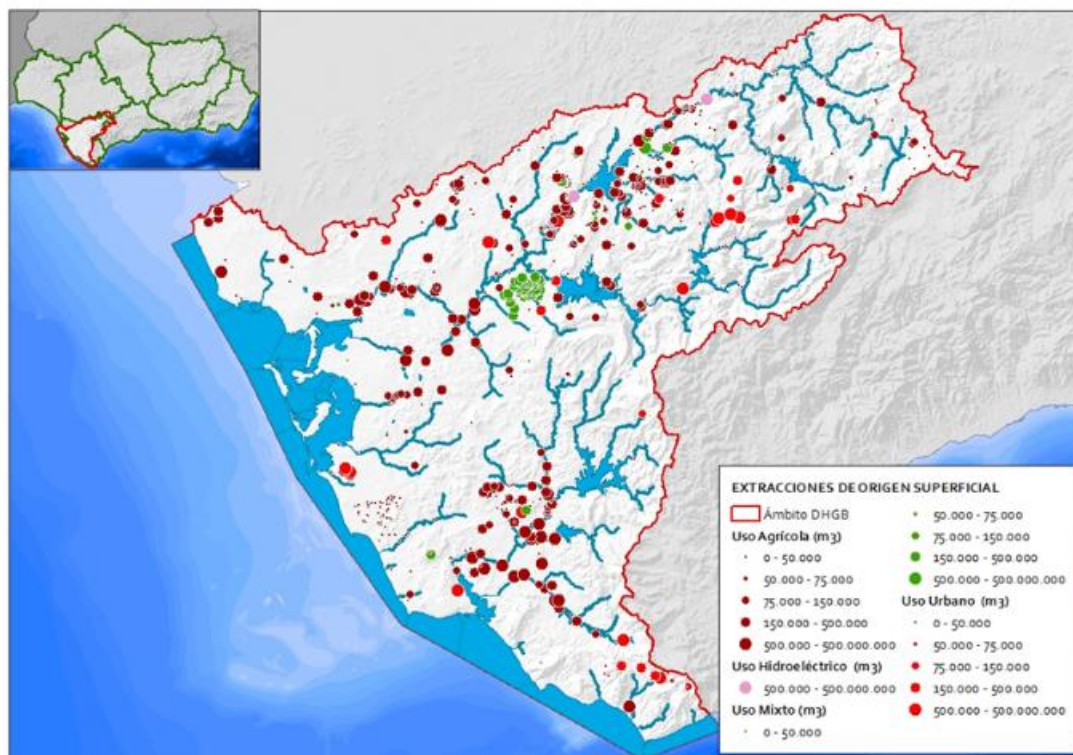 EXTRACCIONES DE ORIGEN SUPERFICIAL
Ámbito DHGB
Uso Agrícola (m3)
0 - 50.000
50.000 - 75.000
75.000 - 150.000
150.000 - 500.000
500.000 - 500.000.000
Uso Hidroeléctrico (m3)
500.000 - 500.000.000
Uso Mixto (m3)
0 - 50.000
50.000 - 75.000
75.000 - 150.000
150.000 - 500.000
500.000 - 500.000.000
Uso Urbano (m3)
0 - 50.000
50.000 - 75.000
75.000 - 150.000
150.000 - 500.000
500.000 - 500.000.000